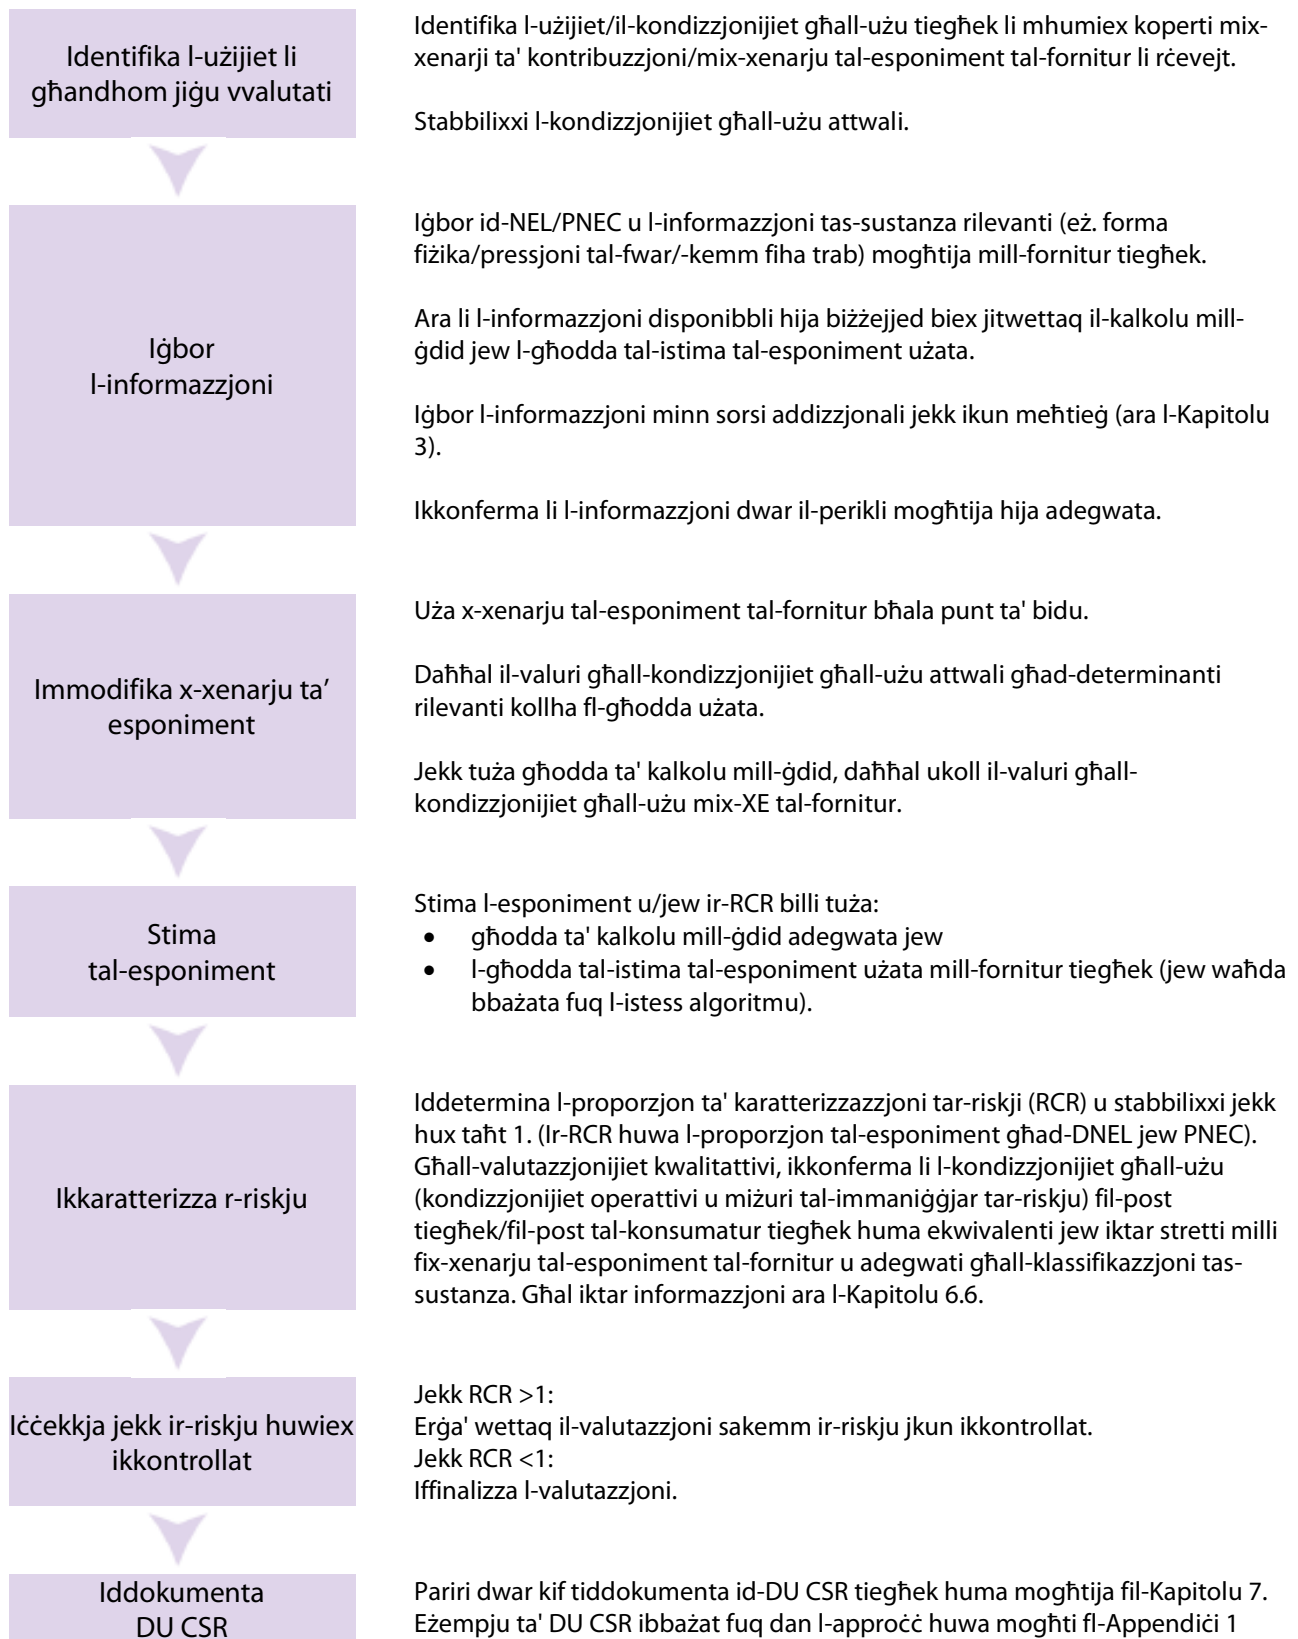 Identifika l-użijiet li
għandhom jiġu vvalutati
Identifika l-użijiet/il-kondizzjonijiet għall-użu tiegħek li mhumiex koperti mix-
xenarji ta' kontribuzzjoni/mix-xenarju tal-esponiment tal-fornitur li rċevejt.
Stabbilixxi l-kondizzjonijiet għall-użu attwali.
Iġbor
l-informazzjoni
Iġbor id-NEL/PNEC u l-informazzjoni tas-sustanza rilevanti (eż. forma
fiżika/pressjoni tal-fwar/-kemm fiha trab) mogħtija mill-fornitur tiegħek.
Ara li l-informazzjoni disponibbli hija biżżejjed biex jitwettaq il-kalkolu mill-
ġdid jew l-għodda tal-istima tal-esponiment użata.
Iġbor l-informazzjoni minn sorsi addizzjonali jekk ikun meħtieġ (ara l-Kapitolu
3).
Ikkonferma li l-informazzjoni dwar il-perikli mogħtija hija adegwata.
Immodifika x-xenarju ta’
esponiment
Uża x-xenarju tal-esponiment tal-fornitur bħala punt ta' bidu.
Daħħal il-valuri għall-kondizzjonijiet għall-użu attwali għad-determinanti
rilevanti kollha fl-għodda użata.
Jekk tuża għodda ta' kalkolu mill-ġdid, daħħal ukoll il-valuri għall-
kondizzjonijiet għall-użu mix-XE tal-fornitur.
Stima
tal-esponiment
Stima l-esponiment u/jew ir-RCR billi tuża:
• għodda ta' kalkolu mill-ġdid adegwata jew
• l-għodda tal-istima tal-esponiment użata mill-fornitur tiegħek (jew waħda
bbażata fuq l-istess algoritmu).
Ikkaratterizza r-riskju
Iddetermina l-proporzjon ta' karatterizzazzjoni tar-riskji (RCR) u stabbilixxi jekk
hux taħt 1. (Ir-RCR huwa l-proporzjon tal-esponiment għad-DNEL jew PNEC).
Għall-valutazzjonijiet kwalitattivi, ikkonferma li l-kondizzjonijiet għall-użu
(kondizzjonijiet operattivi u miżuri tal-immaniġġjar tar-riskju) fil-post
tiegħek/fil-post tal-konsumatur tiegħek huma ekwivalenti jew iktar stretti milli
fix-xenarju tal-esponiment tal-fornitur u adegwati għall-klassifikazzjoni tas-
sustanza. Għal iktar informazzjoni ara l-Kapitolu 6.6.
Iċċekkja jekk ir-riskju huwiex
ikkontrollat
Jekk RCR >1:
Erġa' wettaq il-valutazzjoni sakemm ir-riskju jkun ikkontrollat.
Jekk RCR <1:
Iffinalizza l-valutazzjoni.
Iddokumenta
DU CSR
Pariri dwar kif tiddokumenta id-DU CSR tiegħek huma mogħtija fil-Kapitolu 7.
Eżempju ta' DU CSR ibbażat fuq dan l-approċċ huwa mogħti fl-Appendiċi 1